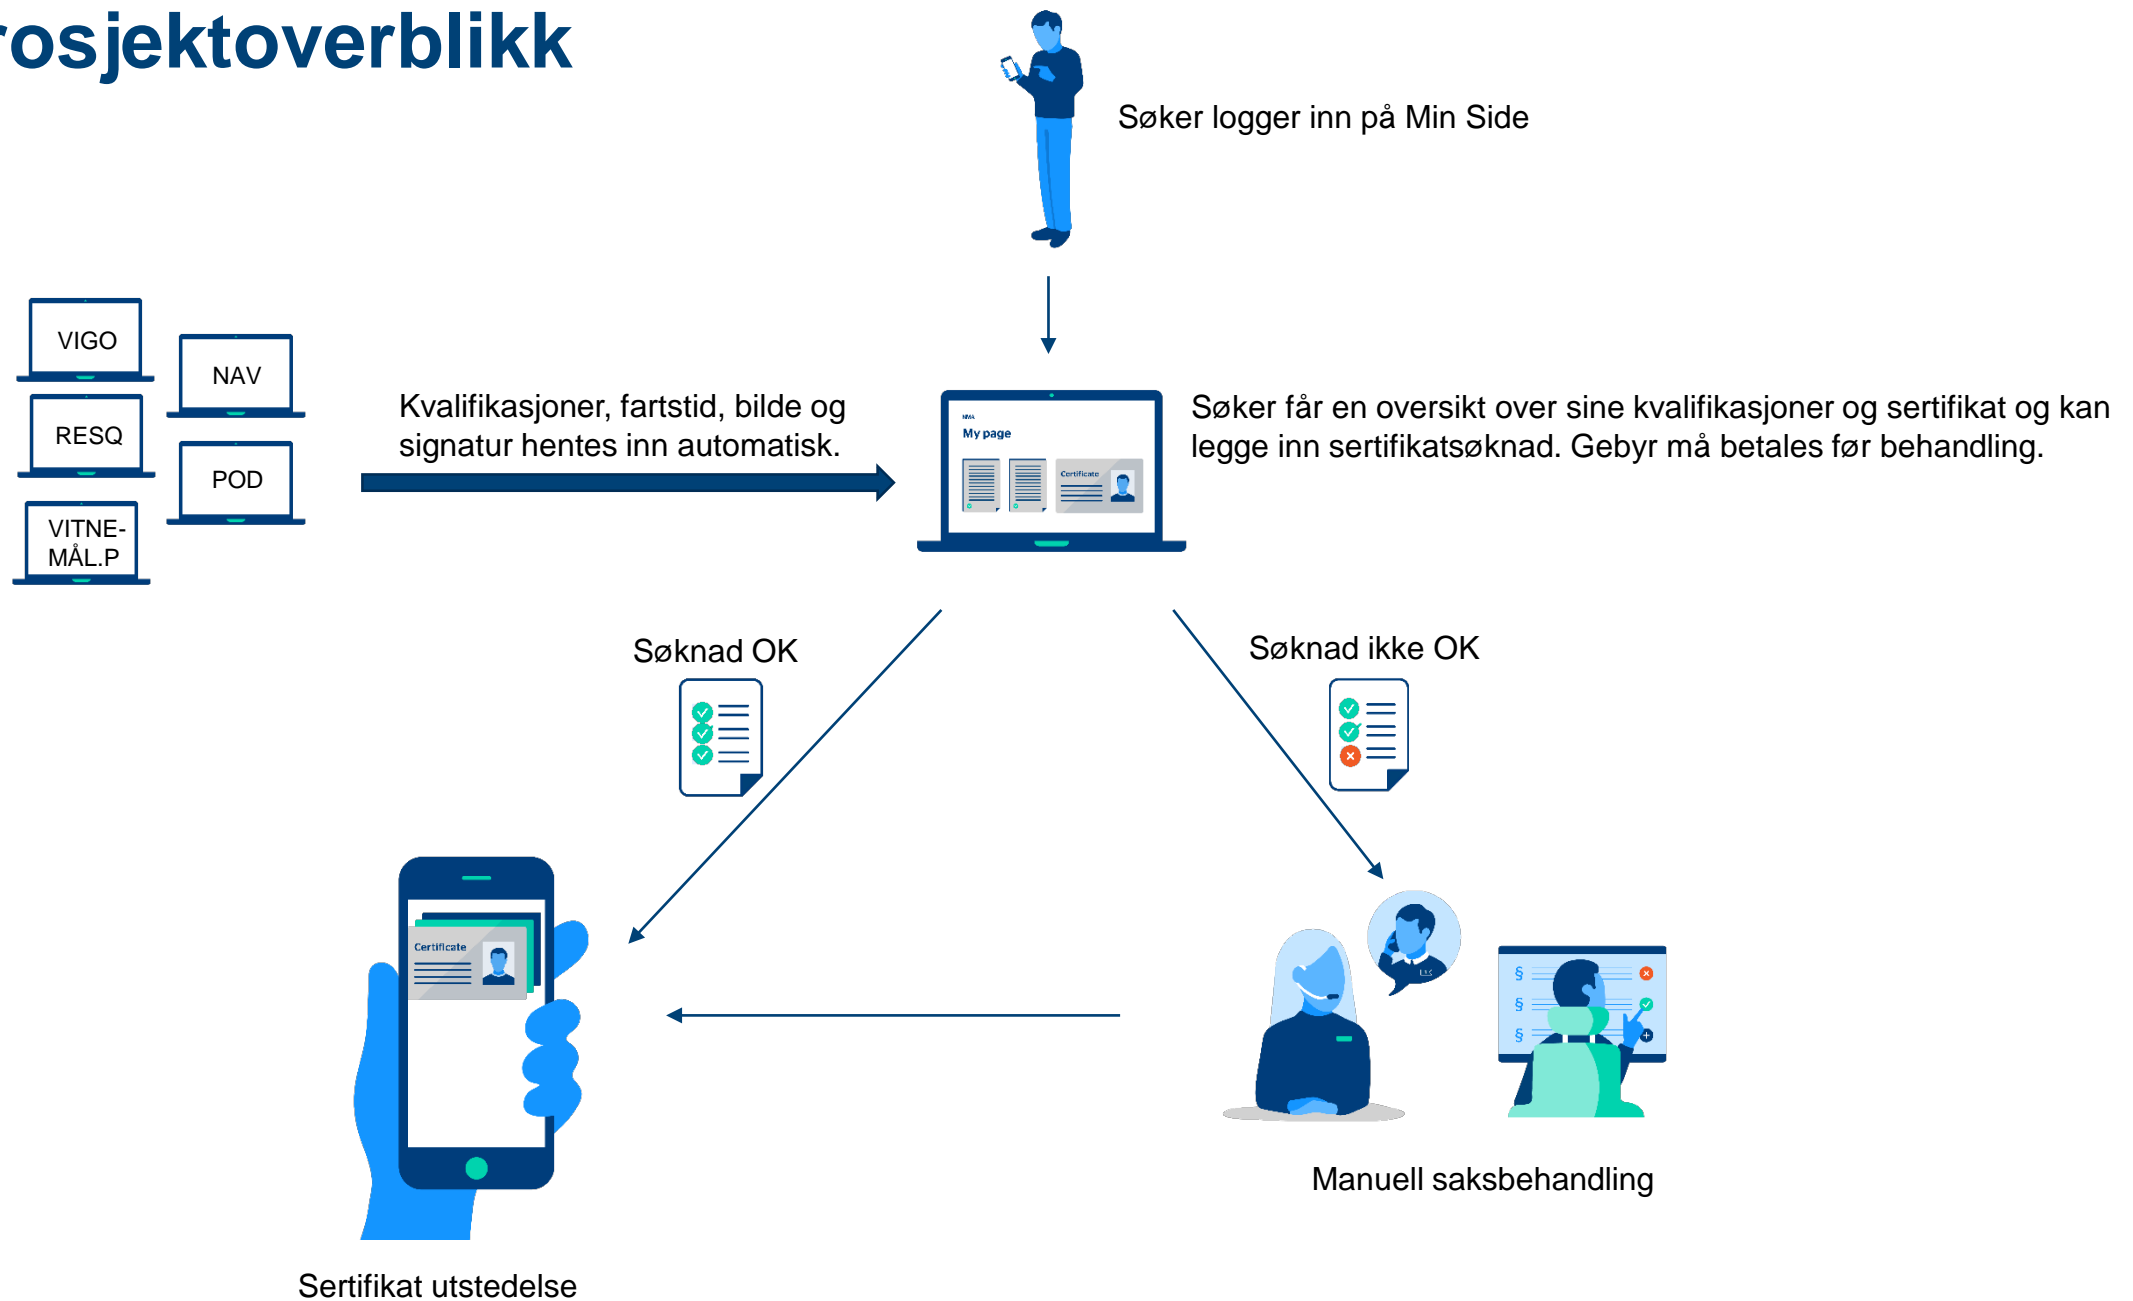 rosjektoverblikk
Søker logger inn på Min Side
VIGO
NAV
RESQ
POD
VITNE-
MÅL.P
Kvalifikasjoner, fartstid, bilde og
signatur hentes inn automatisk.
NMA
My page
Certificate
Søker får en oversikt over sine kvalifikasjoner og sertifikat og kan
legge inn sertifikatsøknad. Gebyr må betales før behandling.
Søknad OK
Søknad ikke OK
Certificate
§
§
§
Manuell saksbehandling
Sertifikat utstedelse